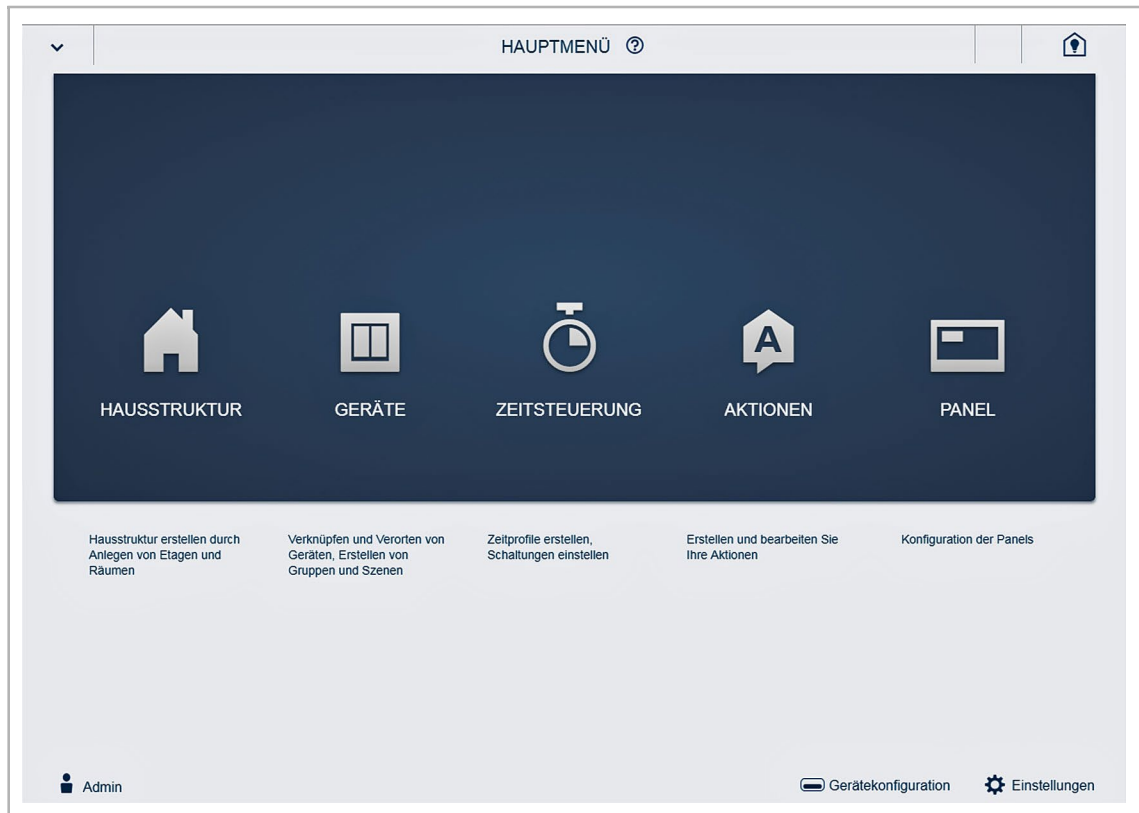 HAUPTMENÜ ?
HAUSSTRUKTUR
GERÄTE
ZEITSTEUERUNG
A
AKTIONEN
PANEL
Hausstruktur erstellen durch
Anlegen von Etagen und
Räumen
Verknüpfen und Verorten von
Geräten, Erstellen von
Gruppen und Szenen
Zeitprofile erstellen,
Schaltungen einstellen
Erstellen und bearbeiten Sie
Ihre Aktionen
Konfiguration der Panels
Admin
Gerätekonfiguration
Einstellungen